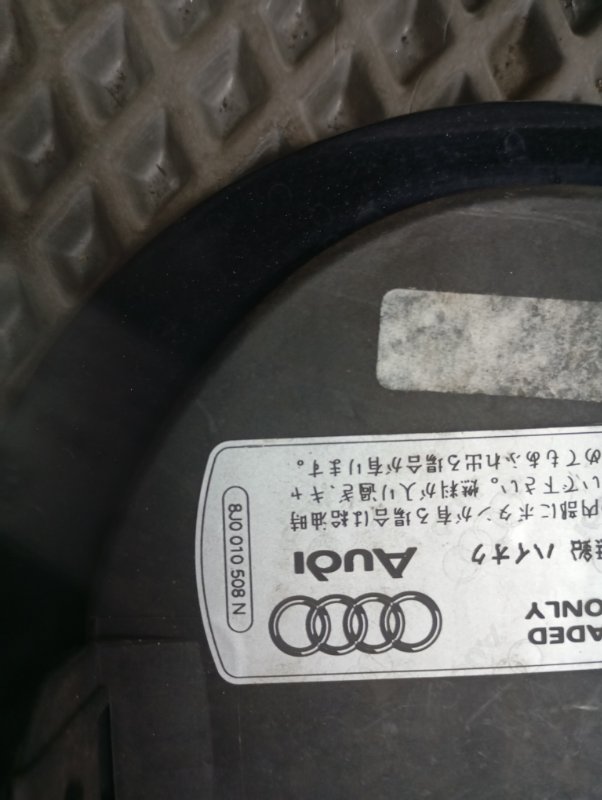 ADED
ONLY
鉛 ハイオク
Audi
内部にボタンが有る場合は給油時
いで下さい。燃料が入り過ぎ、キャ
めてもあふれ出る場合が有ります。
8J0 010 508 N